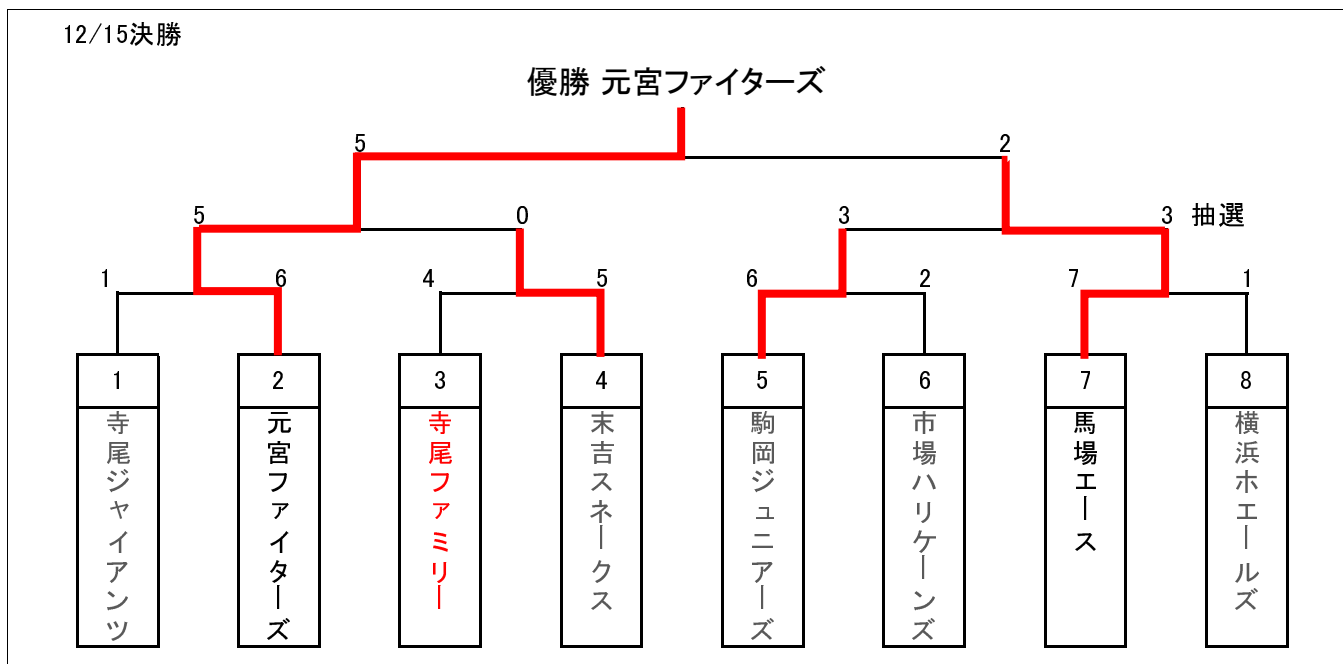 12/15決勝
優勝 元宮ファイターズ
5 2
5 0 3 3 抽選
1 6 4 5 6 2 7 1
1 2 3 4 5 6 7 8
寺尾ジャイアンツ
元宮ファイターズ
寺尾ファミリー
末吉スネークス
駒岡ジュニアーズ
市場ハリケーンズ
馬場エース
横浜ホエールズ